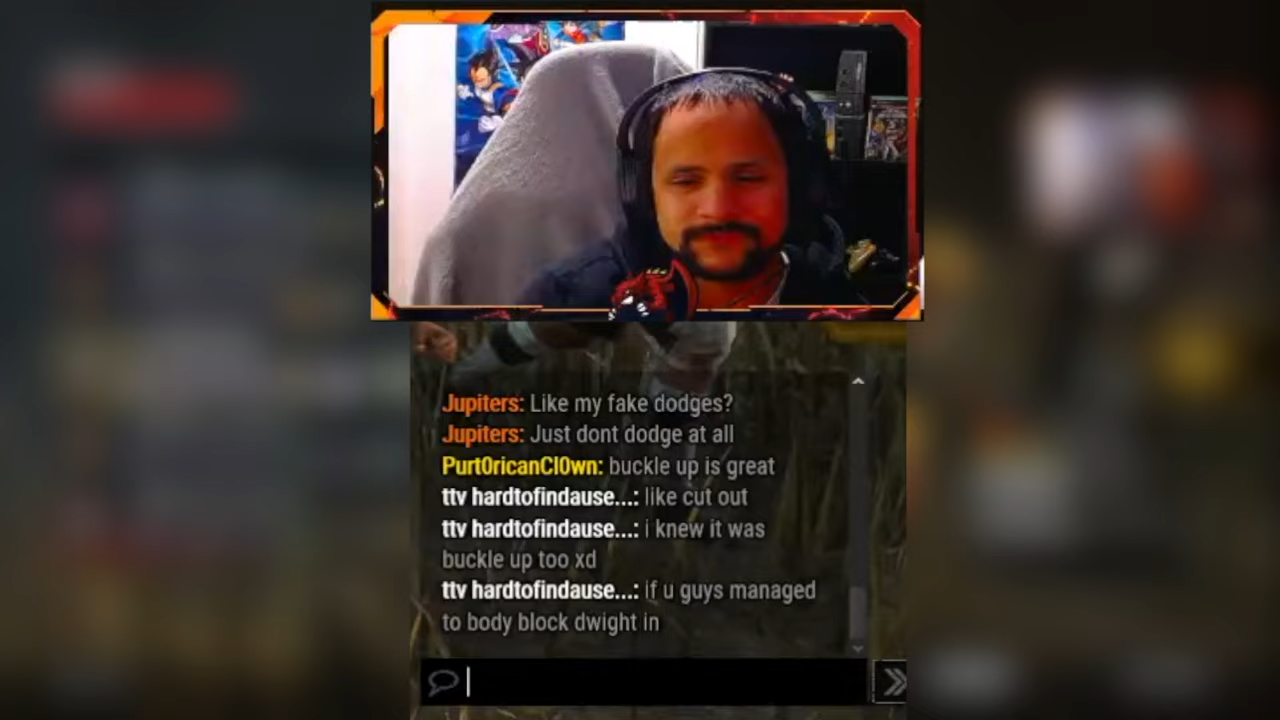 Jupiters: Like my fake dodges?
Jupiters: Just dont dodge at all
Purt0ricanCl0wn: buckle up is great
ttv hardtofindause...: like cut out
ttv hardtofindause...: i knew it was
buckle up too xd
ttv hardtofindause...: if u guys managed
to body block dwight in